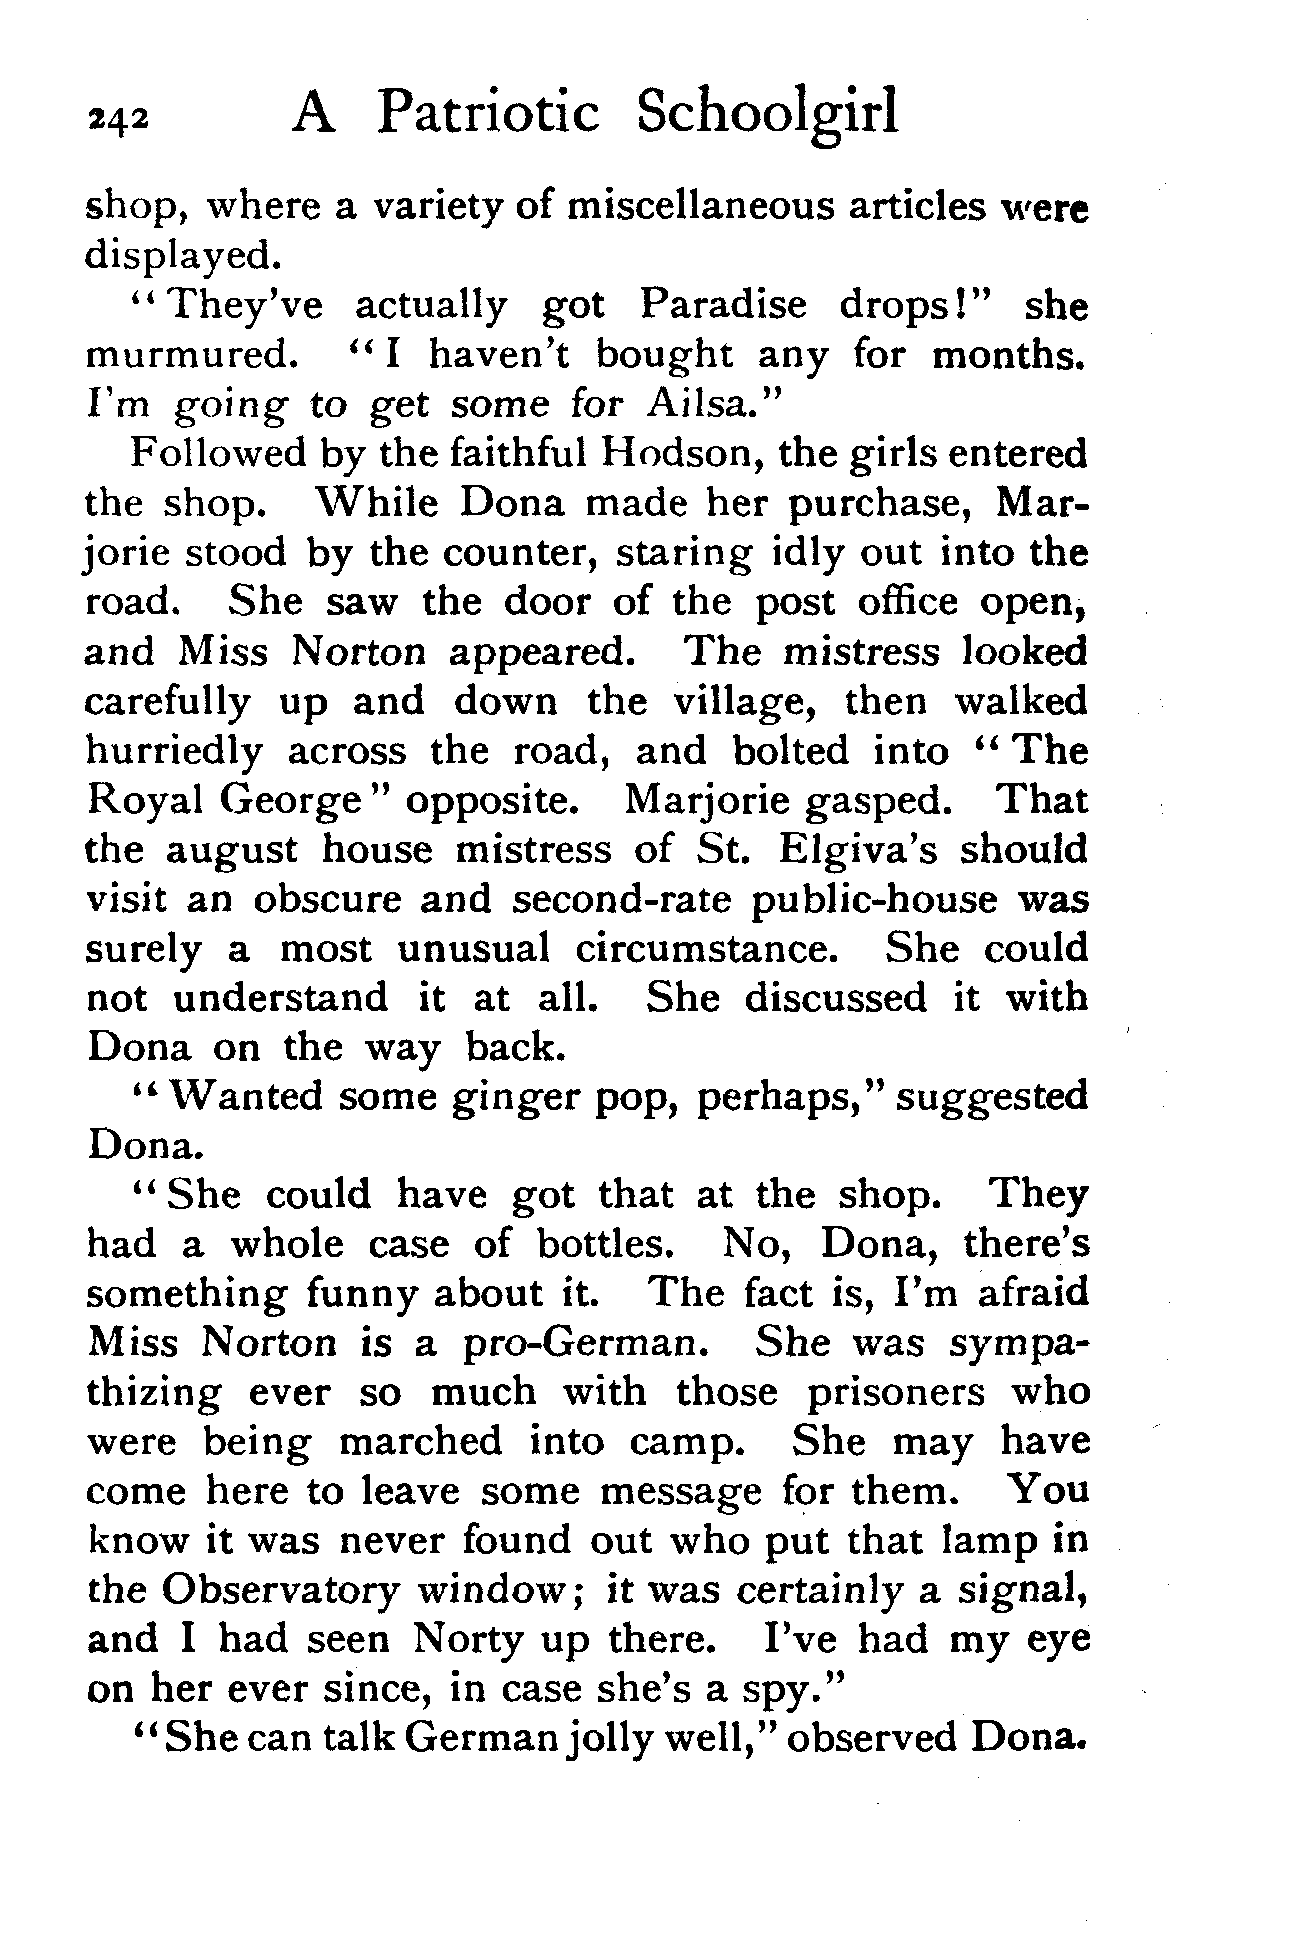 242 A Patriotic Schoolgirl
shop, where a variety of miscellaneous articles were
displayed.
"They've actually got Paradise drops!" she
murmured. "I haven't bought any for months.
I'm going to get some for Ailsa."
Followed by the faithful Hodson, the girls entered
the shop. While Dona made her purchase, Mar-
jorie stood by the counter, staring idly out into the
road. She saw the door of the post office open,
and Miss Norton appeared. The mistress looked
carefully up and down the village, then walked
hurriedly across the road, and bolted into "The
Royal George" opposite. Marjorie gasped. That
the august house mistress of St. Elgiva's should
visit an obscure and second-rate public-house was
surely a most unusual circumstance. She could
not understand it at all. She discussed it with
Dona on the way back.
"Wanted some ginger pop, perhaps," suggested
Dona.
"She could have got that at the shop. They
had a whole case of bottles. No, Dona, there's
something funny about it. The fact is, I'm afraid
Miss Norton is a pro-German. She was sympa-
thizing ever so much with those prisoners who
were being marched into camp. She may have
come here to leave some message for them. You
know it was never found out who put that lamp in
the Observatory window; it was certainly a signal,
and I had seen Norty up there. I've had my eye
on her ever since, in case she's a spy."
"She can talk German jolly well," observed Dona.